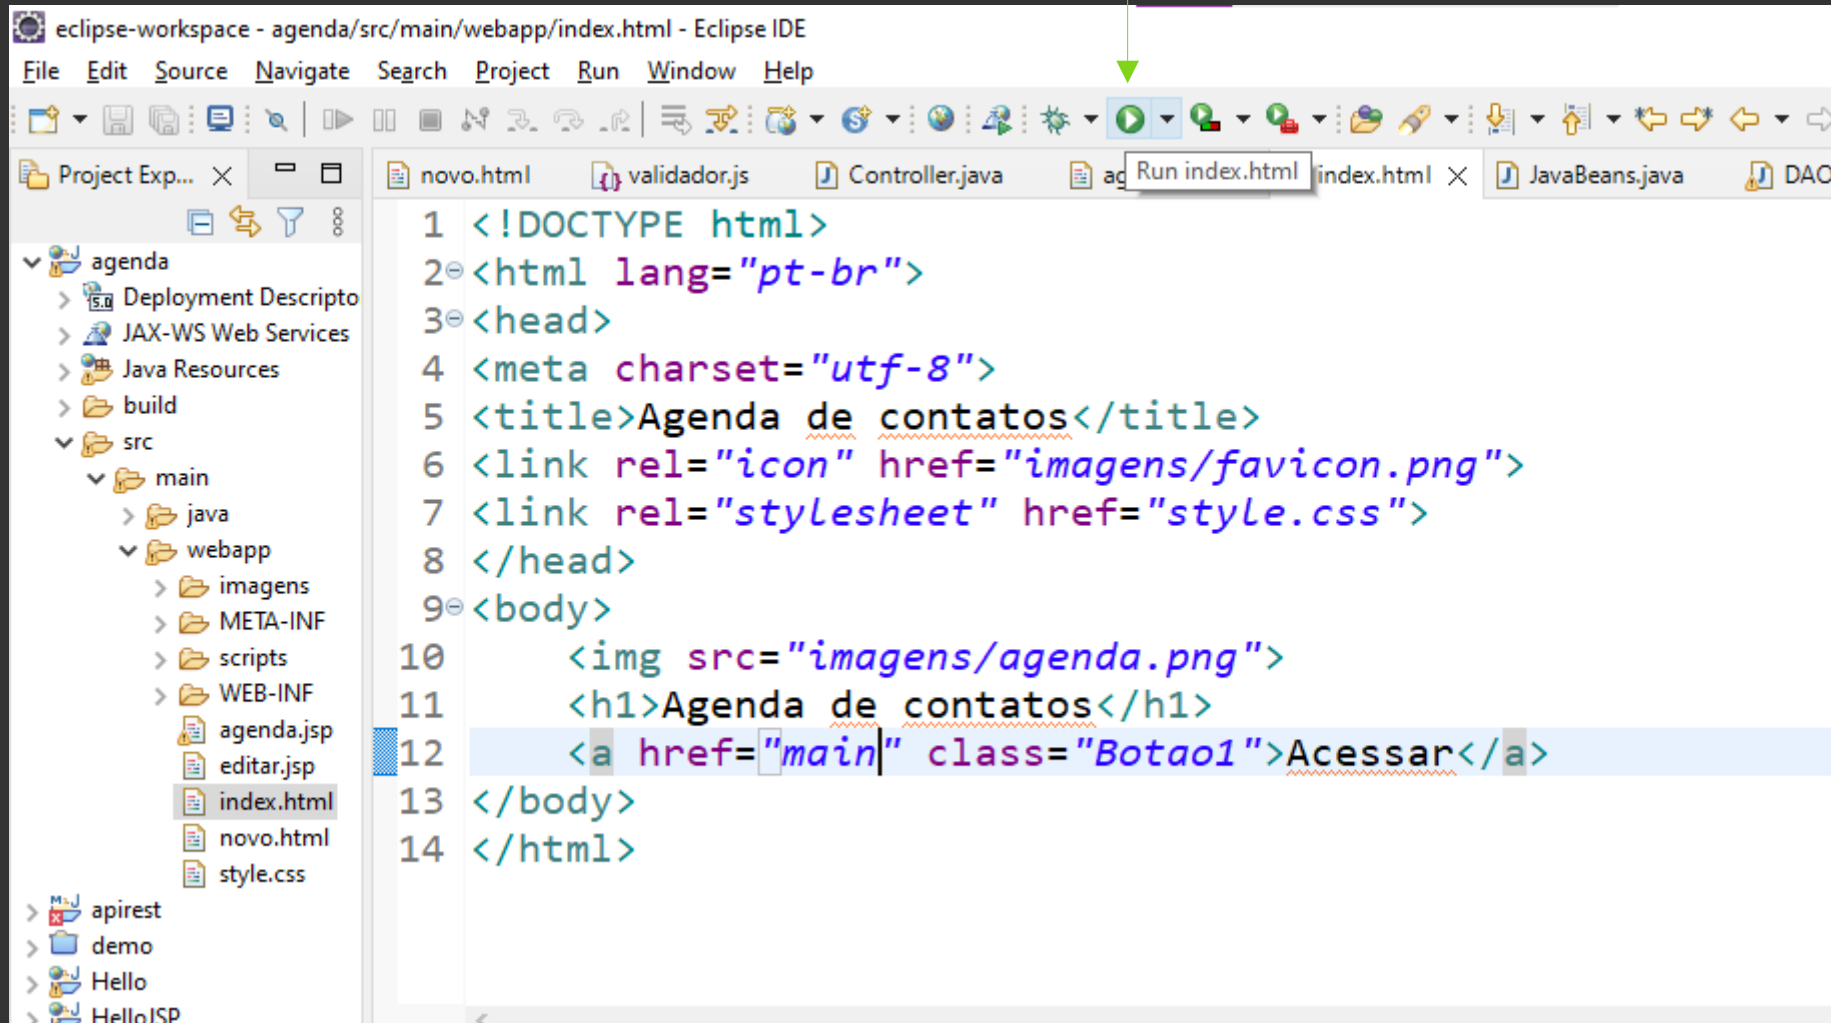 eclipse-workspace - agenda/src/main/webapp/index.html - Eclipse IDE
File Edit Source Navigate Search Project Run Window Help
Project Exp...
novo.html validador.js Controller.java ag index.html JavaBeans.java DAO
Run index.html
agenda
5.0 Deployment Descripto
JAX-WS Web Services
Java Resources
build
src
main
java
webapp
imagens
META-INF
scripts
WEB-INF
agenda.jsp
editar.jsp
index.html
novo.html
style.css
apirest
demo
Hello
HelloJSP
1 <!DOCTYPE html>
2 <html lang="pt-br">
3 <head>
4 <meta charset="utf-8">
5 <title>Agenda de contatos</title>
6 <link rel="icon" href="imagens/favicon.png">
7 <link rel="stylesheet" href="style.css">
8 </head>
9 <body>
10 <img src="imagens/agenda.png">
11 <h1>Agenda de contatos</h1>
12 <a href="main" class="Botao1">Acessar</a>
13 </body>
14 </html>